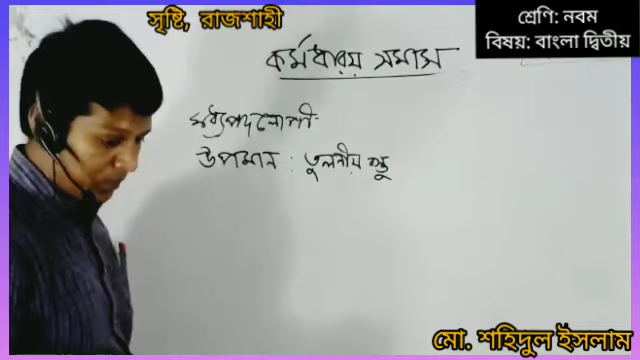 সৃষ্টি, রাজশাহী
শ্রেণি: নবম
বিষয়: বাংলা দ্বিতীয়
কর্মধারয় সমাস
মধ্যপদলোপী
উপমান : তুলনীয় বস্তু
মো. শহিদুল ইসলাম